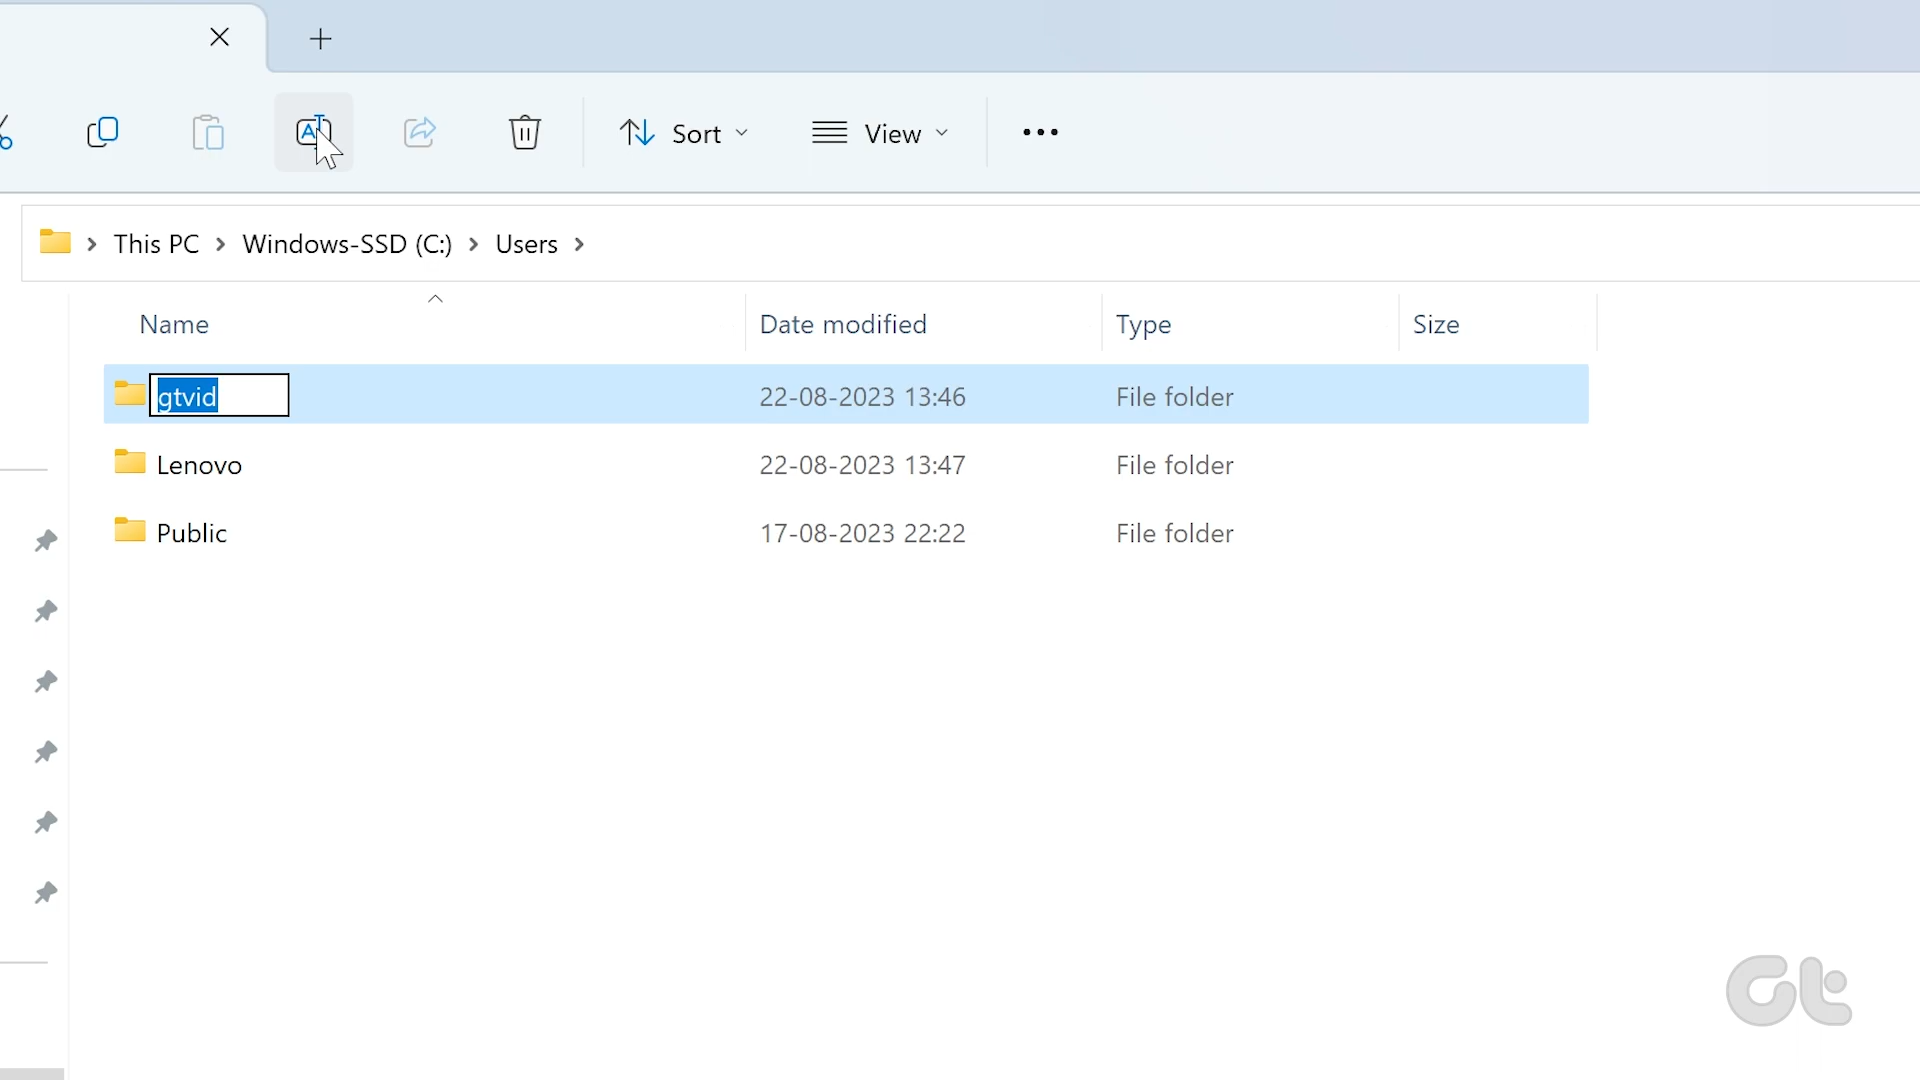 Sort
View
This PC > Windows-SSD (C:) > Users >
Name Date modified Type Size
gtvid 22-08-2023 13:46 File folder
Lenovo 22-08-2023 13:47 File folder
Public 17-08-2023 22:22 File folder
Gt